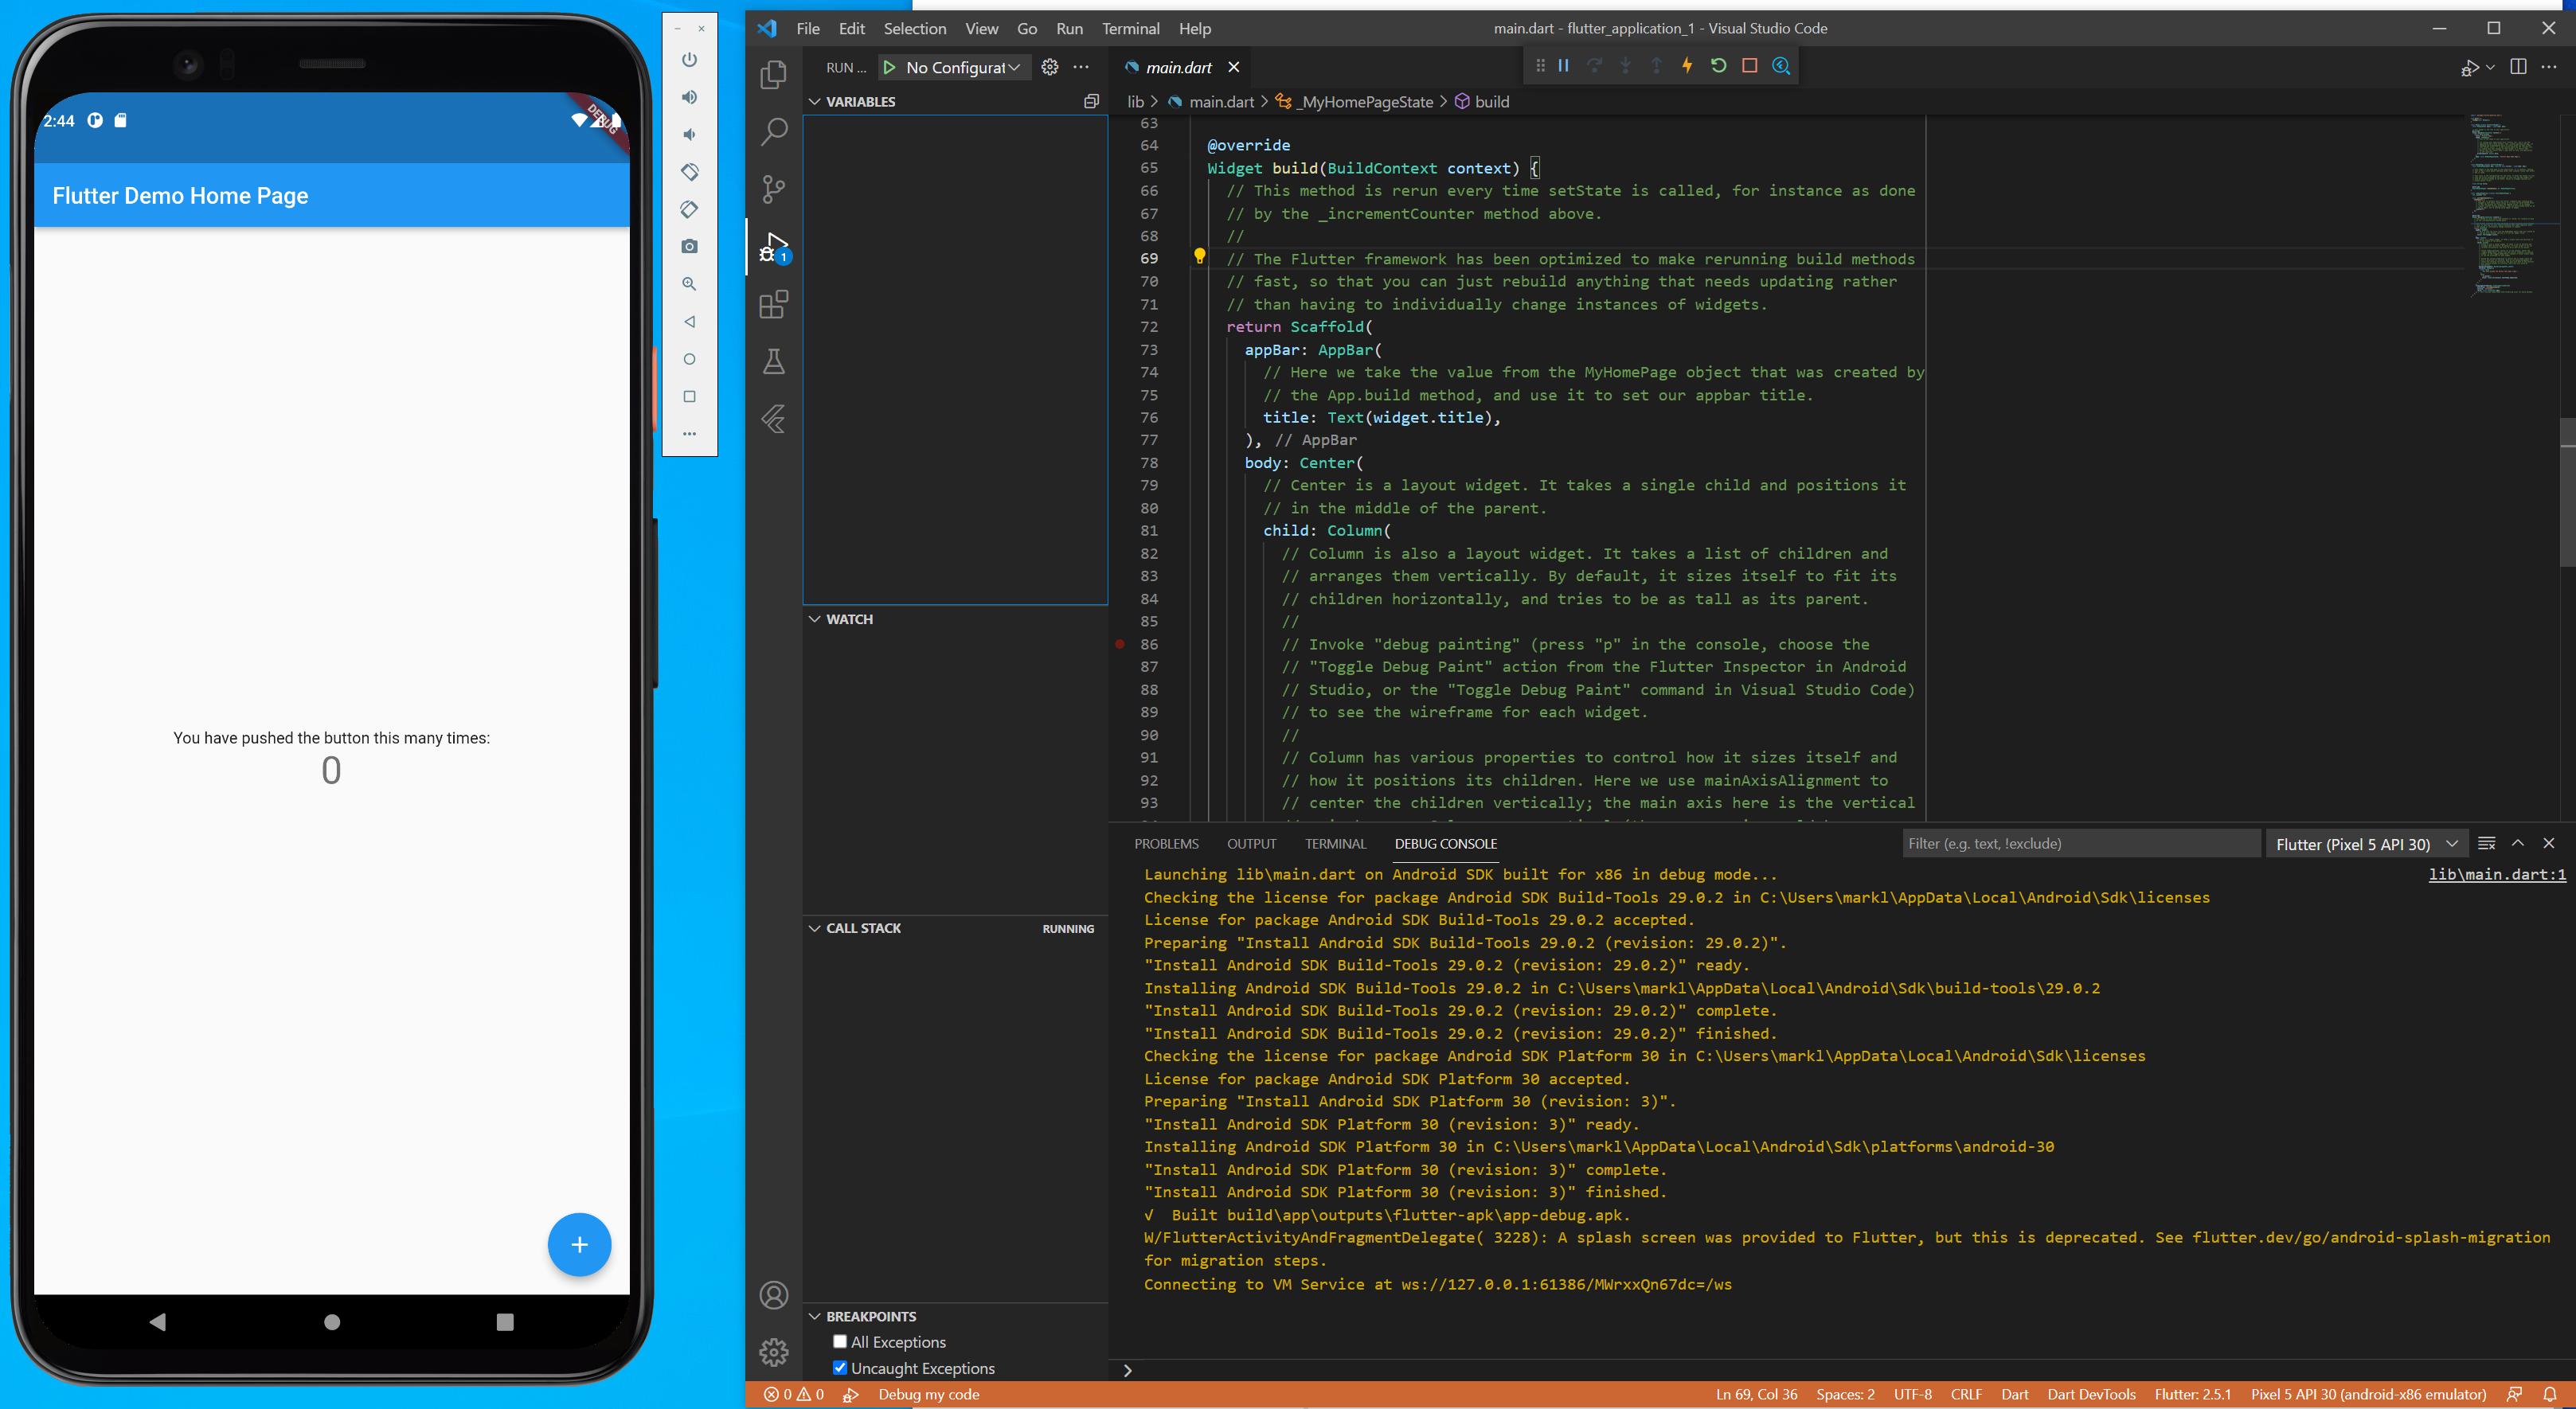 2:44
DEBUG
Flutter Demo Home Page
You have pushed the button this many times:
0
File Edit Selection View Go Run Terminal Help
main.dart - flutter_application_1 - Visual Studio Code
RUN ... No Configurat
main.dart
VARIABLES
lib > main.dart > _MyHomePageState > build
1
63
64 @override
65 Widget build(BuildContext context) {
66 // This method is rerun every time setState is called, for instance as done
67 // by the _incrementCounter method above.
68 //
69 // The Flutter framework has been optimized to make rerunning build methods
70 // fast, so that you can just rebuild anything that needs updating rather
71 // than having to individually change instances of widgets.
72 return Scaffold(
73 appBar: AppBar(
74 // Here we take the value from the MyHomePage object that was created by
75 // the App.build method, and use it to set our appbar title.
76 title: Text(widget.title),
77 ), // AppBar
78 body: Center(
79 // Center is a layout widget. It takes a single child and positions it
80 // in the middle of the parent.
81 child: Column(
82 // Column is also a layout widget. It takes a list of children and
83 // arranges them vertically. By default, it sizes itself to fit its
84 // children horizontally, and tries to be as tall as its parent.
85 //
86 // Invoke "debug painting" (press "p" in the console, choose the
87 // "Toggle Debug Paint" action from the Flutter Inspector in Android
88 // Studio, or the "Toggle Debug Paint" command in Visual Studio Code)
89 // to see the wireframe for each widget.
90 //
91 // Column has various properties to control how it sizes itself and
92 // how it positions its children. Here we use mainAxisAlignment to
93 // center the children vertically; the main axis here is the vertical
WATCH
CALL STACK RUNNING
BREAKPOINTS
All Exceptions
Uncaught Exceptions
PROBLEMS OUTPUT TERMINAL DEBUG CONSOLE
Filter (e.g. text, !exclude)
Flutter (Pixel 5 API 30)
Launching lib\main.dart on Android SDK built for x86 in debug mode... lib\main.dart:1
Checking the license for package Android SDK Build-Tools 29.0.2 in C:\Users\markl\AppData\Local\Android\Sdk\licenses
License for package Android SDK Build-Tools 29.0.2 accepted.
Preparing "Install Android SDK Build-Tools 29.0.2 (revision: 29.0.2)".
"Install Android SDK Build-Tools 29.0.2 (revision: 29.0.2)" ready.
Installing Android SDK Build-Tools 29.0.2 in C:\Users\markl\AppData\Local\Android\Sdk\build-tools\29.0.2
"Install Android SDK Build-Tools 29.0.2 (revision: 29.0.2)" complete.
"Install Android SDK Build-Tools 29.0.2 (revision: 29.0.2)" finished.
Checking the license for package Android SDK Platform 30 in C:\Users\markl\AppData\Local\Android\Sdk\licenses
License for package Android SDK Platform 30 accepted.
Preparing "Install Android SDK Platform 30 (revision: 3)".
"Install Android SDK Platform 30 (revision: 3)" ready.
Installing Android SDK Platform 30 in C:\Users\markl\AppData\Local\Android\Sdk\platforms\android-30
"Install Android SDK Platform 30 (revision: 3)" complete.
"Install Android SDK Platform 30 (revision: 3)" finished.
√ Built build\app\outputs\flutter-apk\app-debug.apk.
W/FlutterActivityAndFragmentDelegate( 3228): A splash screen was provided to Flutter, but this is deprecated. See flutter.dev/go/android-splash-migration
for migration steps.
Connecting to VM Service at ws://127.0.0.1:61386/MWrxxQn67dc=/ws
0 0 Debug my code
Ln 69, Col 36 Spaces: 2 UTF-8 CRLF Dart Dart DevTools Flutter: 2.5.1 Pixel 5 API 30 (android-x86 emulator)